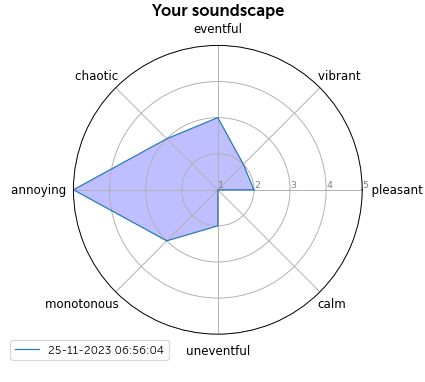 Your soundscape
eventful
chaotic
vibrant
annoying
1 2 3 4 5
pleasant
monotonous
calm
uneventful
25-11-2023 06:56:04